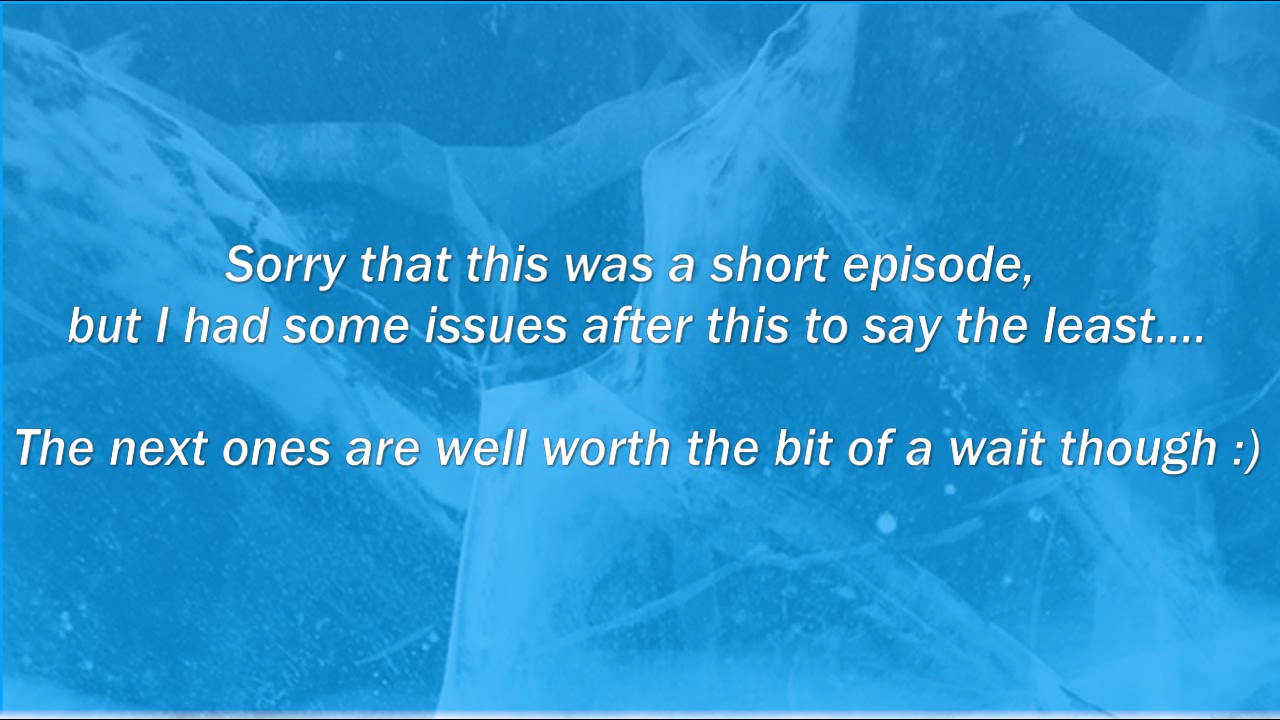 Sorry that this was a short episode,
but I had some issues after this to say the least....
The next ones are well worth the bit of a wait though :)